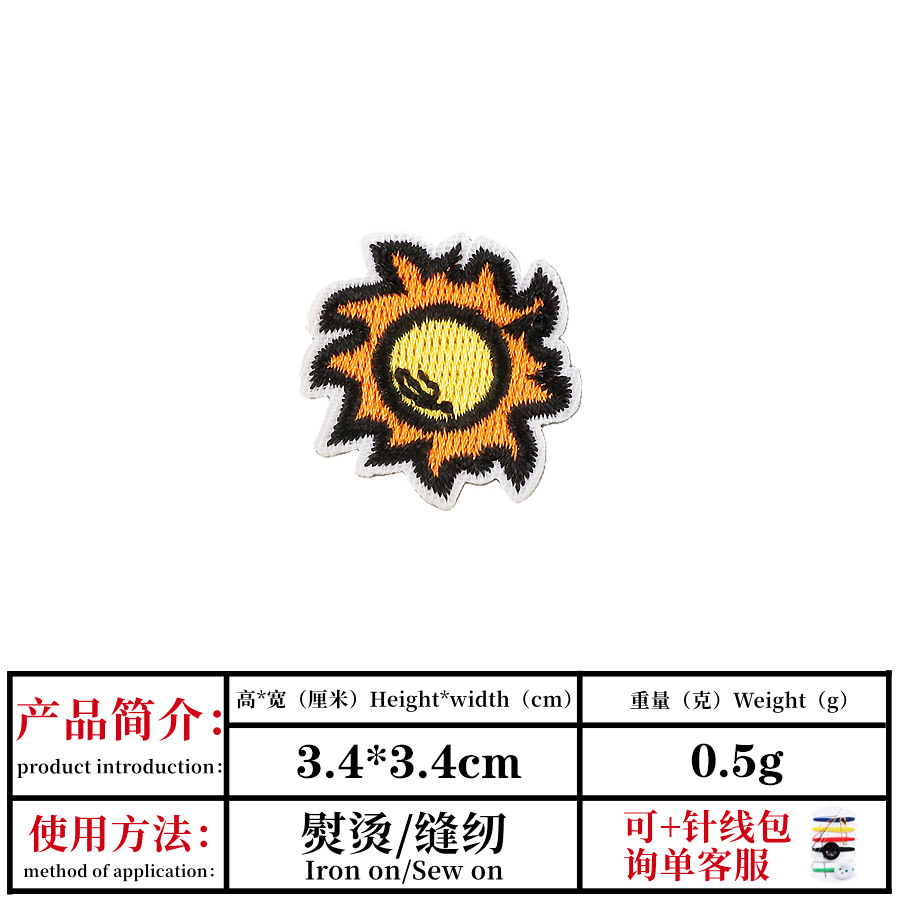 产品简介：
product introduction：
高*宽（厘米）Height*width（cm）
重量（克）Weight（g）
3.4*3.4cm
0.5g
使用方法：
method of application：
熨烫/缝纫
Iron on/Sew on
可+针线包
询单客服